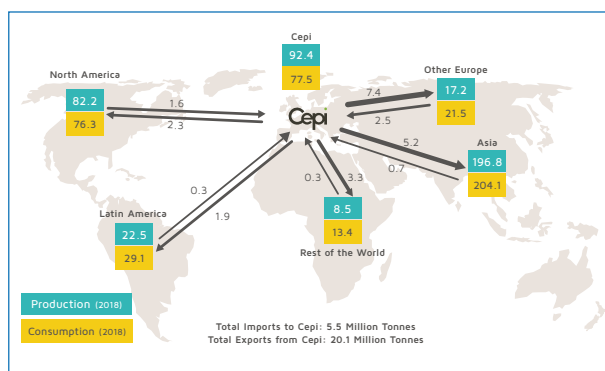 Cepi
92.4
77.5
North America
82.2
76.3
1.6
2.3
Other Europe
17.2
21.5
7.4
2.5
Cepi
Asia
196.8
204.1
5.2
0.7
0.3
1.9
0.3
3.3
Latin America
22.5
29.1
8.5
13.4
Rest of the World
Production (2018)
Consumption (2018)
Total Imports to Cepi: 5.5 Million Tonnes
Total Exports from Cepi: 20.1 Million Tonnes